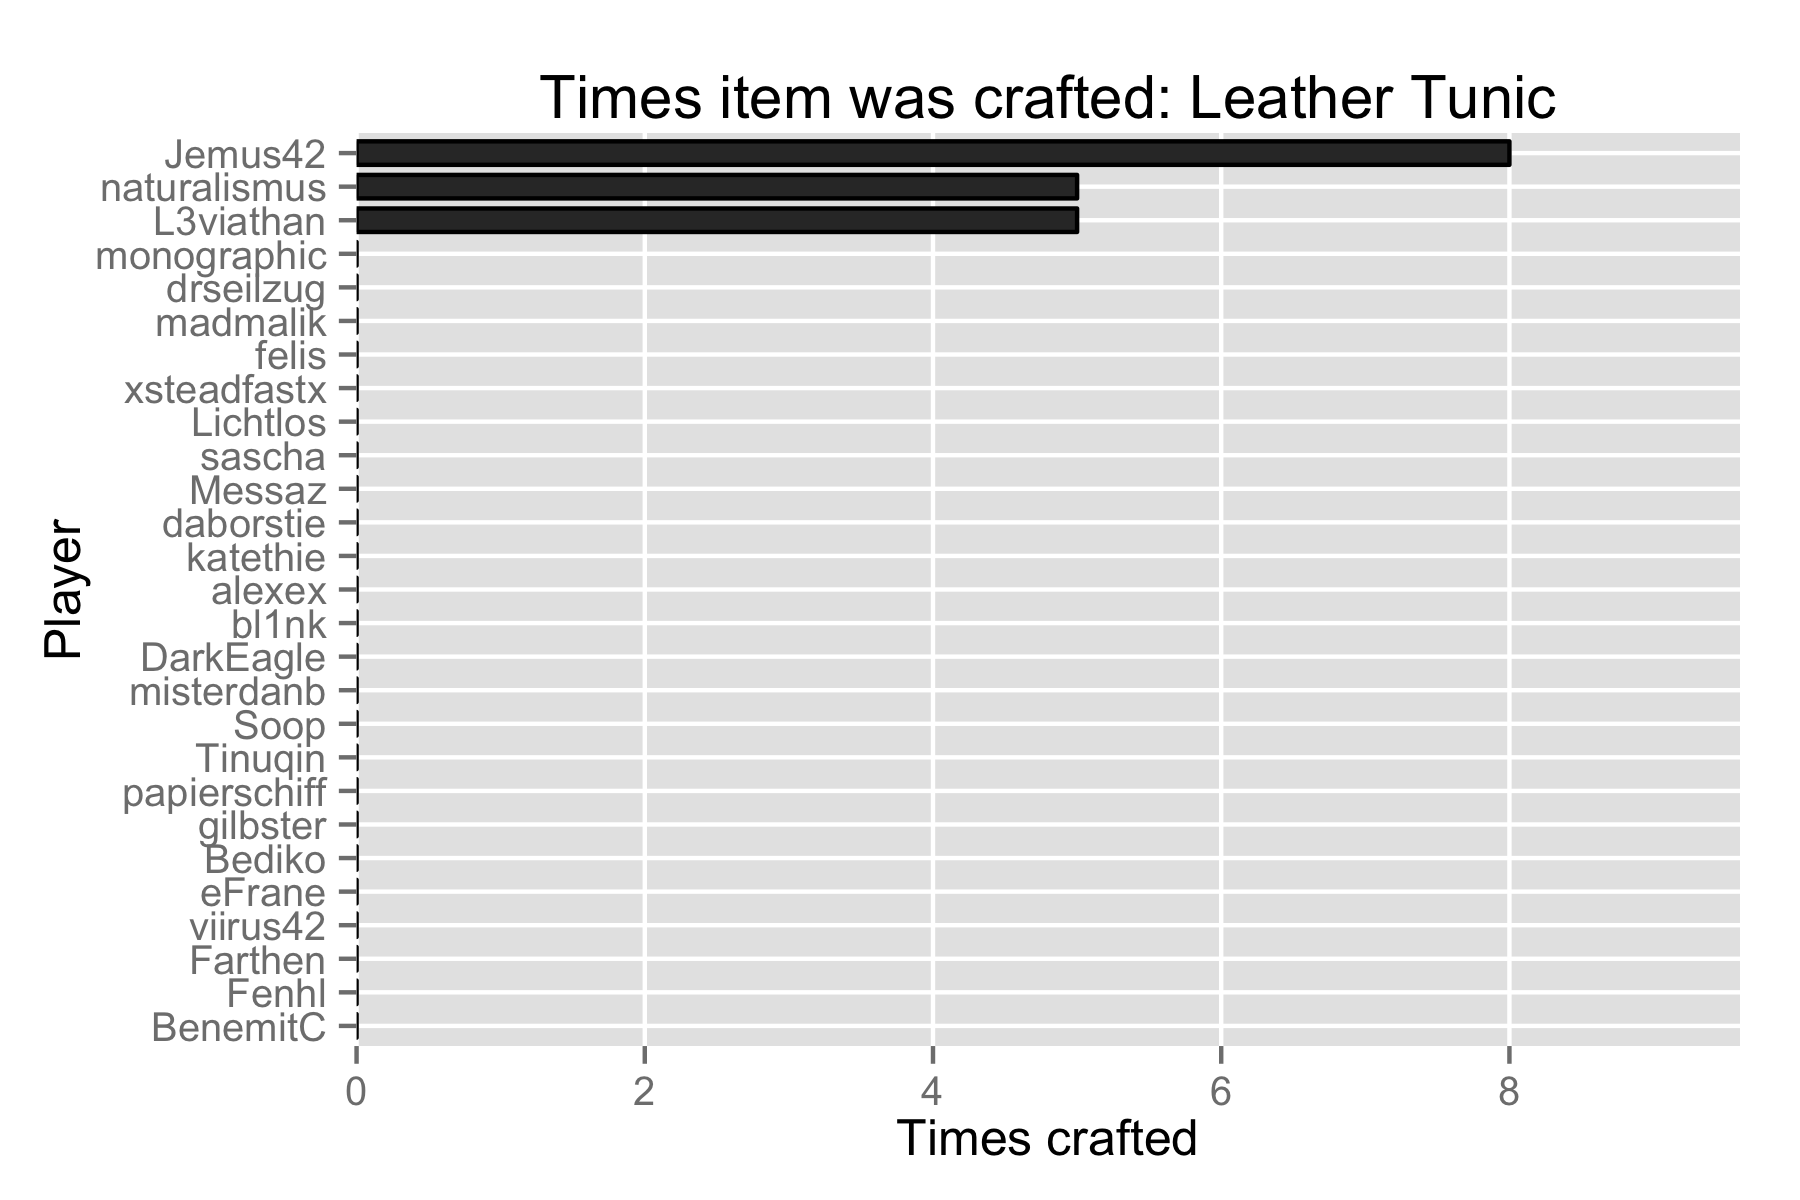 Times item was crafted: Leather Tunic
Jemus42
naturalismus
L3viathan
monographic
drseilzug
madmalik
felis
xsteadfastx
Lichtlos
sascha
Messaz
daborstie
katethie
alexex
bl1nk
DarkEagle
misterdanb
Soop
Tinuqin
papierschiff
gilbster
Bediko
eFrane
viirus42
Farthen
Fenhl
BenemitC
Player
0 2 4 6 8
Times crafted